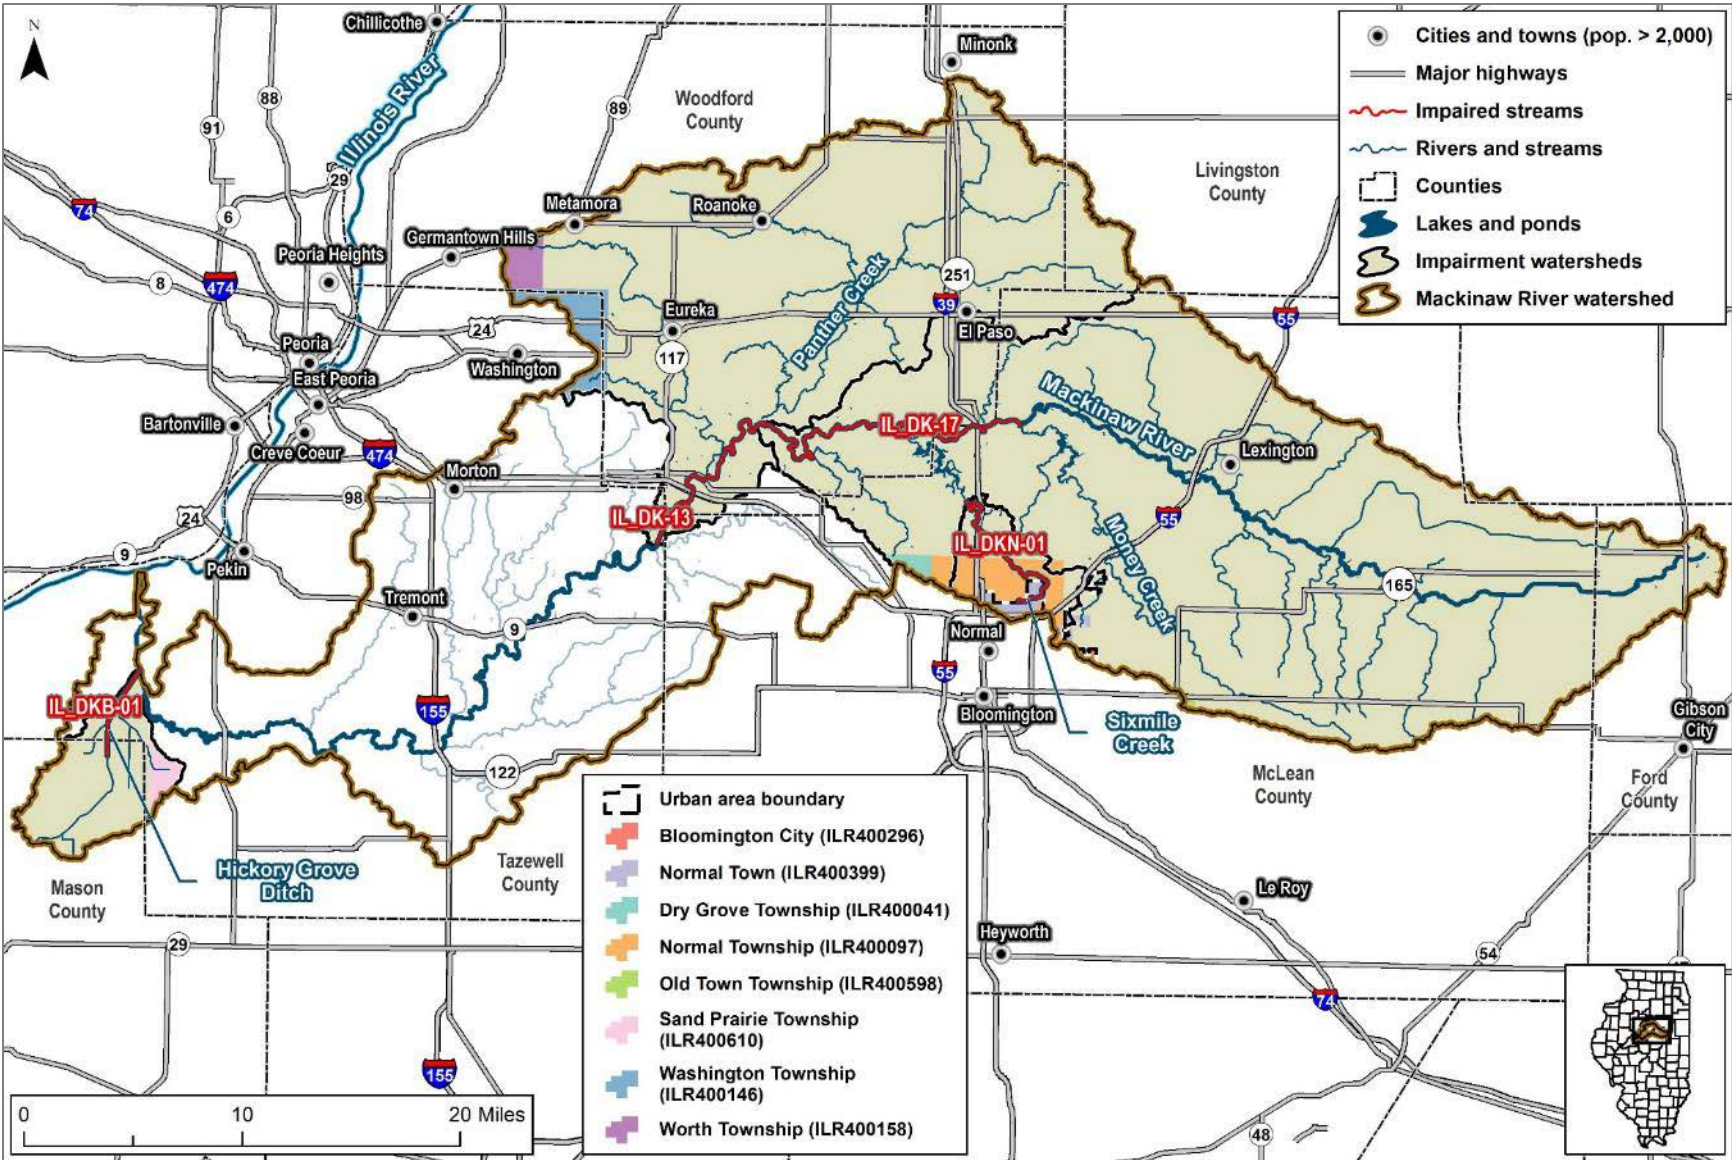 N
Chillicothe
Minonk
Cities and towns (pop. > 2,000)
Major highways
Impaired streams
Rivers and streams
Counties
Lakes and ponds
Impairment watersheds
Mackinaw River watershed
88
91
89
Illinois River
Woodford
County
Livingston
County
29
74
6
Metamora
Roanoke
Germantown Hills
Peoria Heights
8
474
251
39
Panther Creek
Eureka
El Paso
55
24
Peoria
117
Washington
East Peoria
Mackinaw River
Bartonville
IL_DK-17
Creve Coeur
474
Lexington
Morton
98
24
IL_DK-13
55
IL_DKN-01
Money Creek
9
Pekin
165
Tremont
9
Normal
55
IL_DKB-01
155
Bloomington
Sixmile
Creek
Gibson
City
122
McLean
County
Ford
County
Urban area boundary
Bloomington City (ILR400296)
Normal Town (ILR400399)
Dry Grove Township (ILR400041)
Normal Township (ILR400097)
Old Town Township (ILR400598)
Sand Prairie Township
(ILR400610)
Washington Township
(ILR400146)
Worth Township (ILR400158)
Hickory Grove
Ditch
Tazewell
County
Mason
County
Le Roy
Heyworth
29
54
74
155
48
0 10 20 Miles